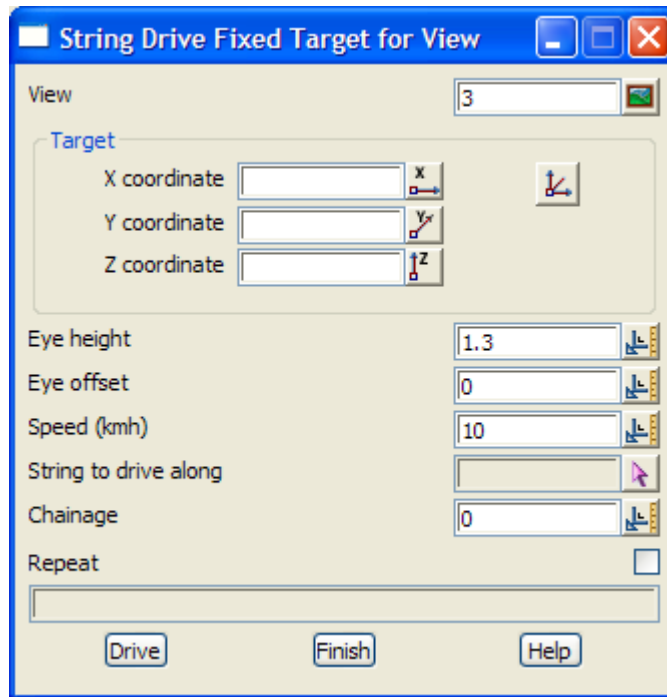 String Drive Fixed Target for View
View 3
Target
X coordinate X
Y coordinate Y
Z coordinate Z
Eye height 1.3
Eye offset 0
Speed (kmh) 10
String to drive along
Chainage 0
Repeat
Drive Finish Help